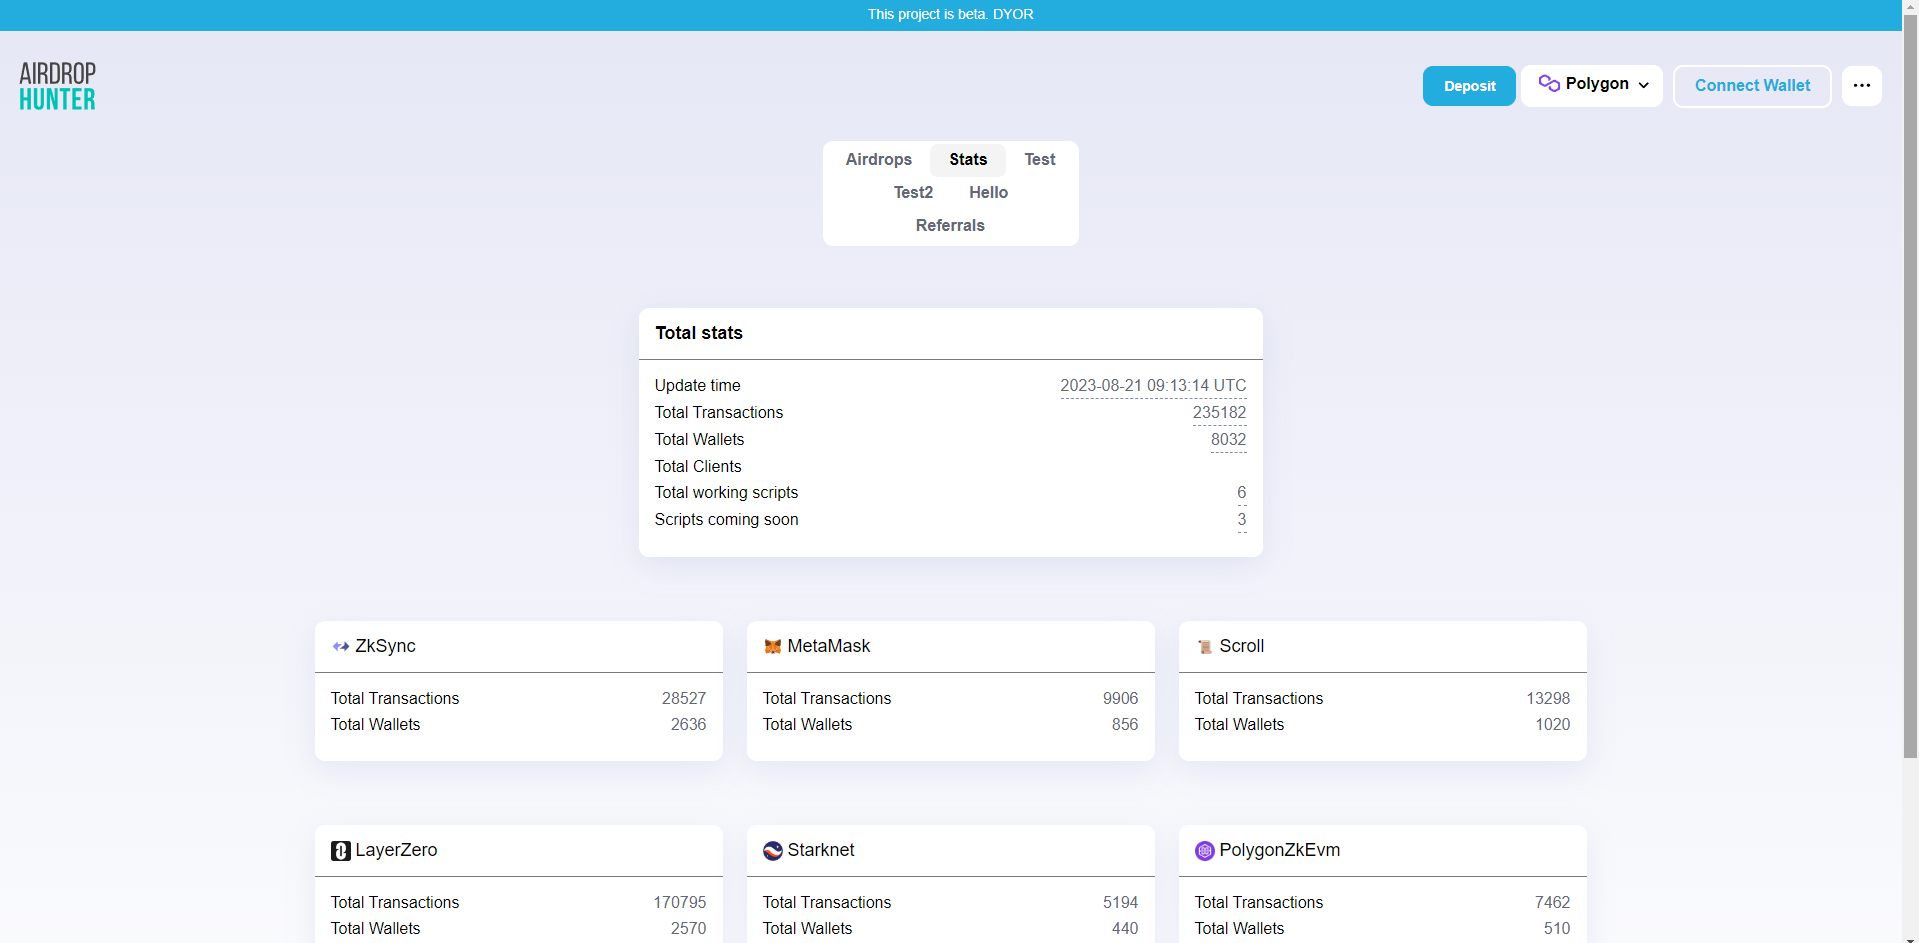 This project is beta. DYOR
AIRDROP
HUNTER
Deposit
Polygon
Connect Wallet
...
Airdrops Stats Test
Test2 Hello
Referrals
Total stats
Update time 2023-08-21 09:13:14 UTC
Total Transactions 235182
Total Wallets 8032
Total Clients
Total working scripts 6
Scripts coming soon 3
ZkSync
Total Transactions 28527
Total Wallets 2636
MetaMask
Total Transactions 9906
Total Wallets 856
Scroll
Total Transactions 13298
Total Wallets 1020
LayerZero
Total Transactions 170795
Total Wallets 2570
Starknet
Total Transactions 5194
Total Wallets 440
PolygonZkEvm
Total Transactions 7462
Total Wallets 510